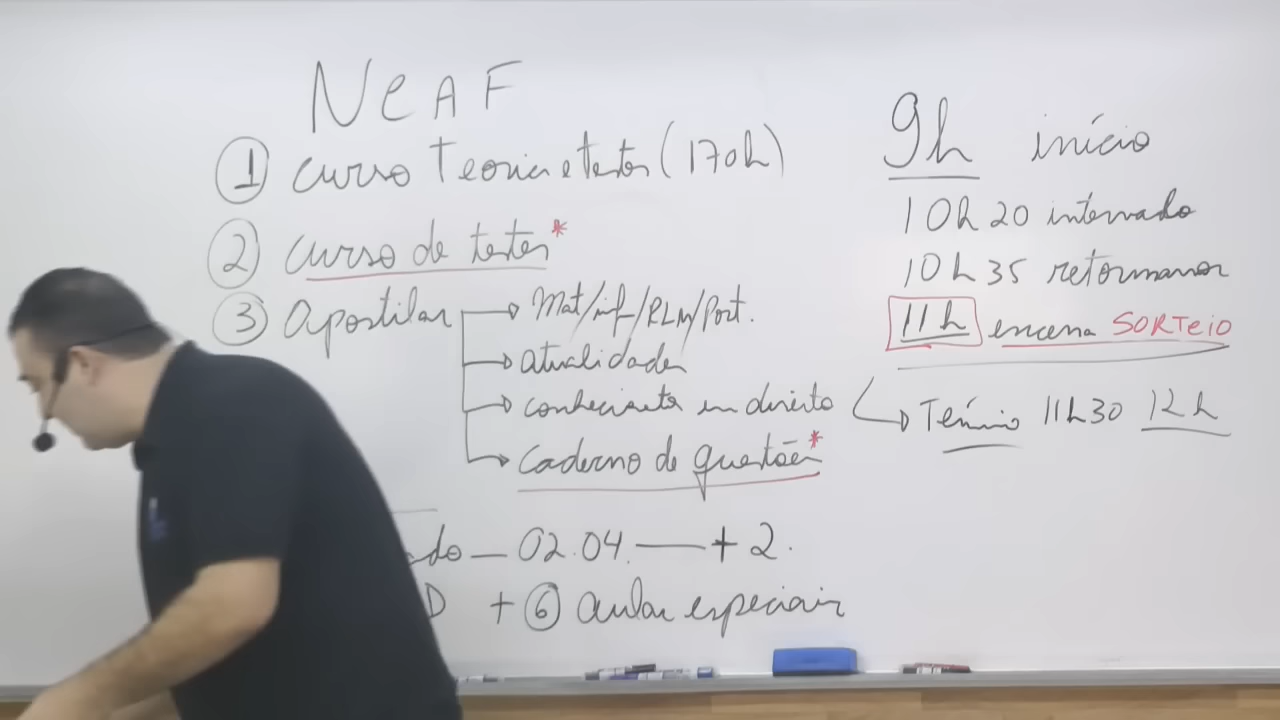 NeAF
1 curso Teoria e testes (170h)
2 curso de testes*
3 Apostilas
→ Mat/inf/RLM/Port.
→ atualidades
→ em direito
→ caderno de questões*
do — 02.04. — + 2.
D + 6 aulas especiais
9h início
10h20 intervalo
10h35 retornamos
11h encerra SORTEIO
→ Término 11h30 12h